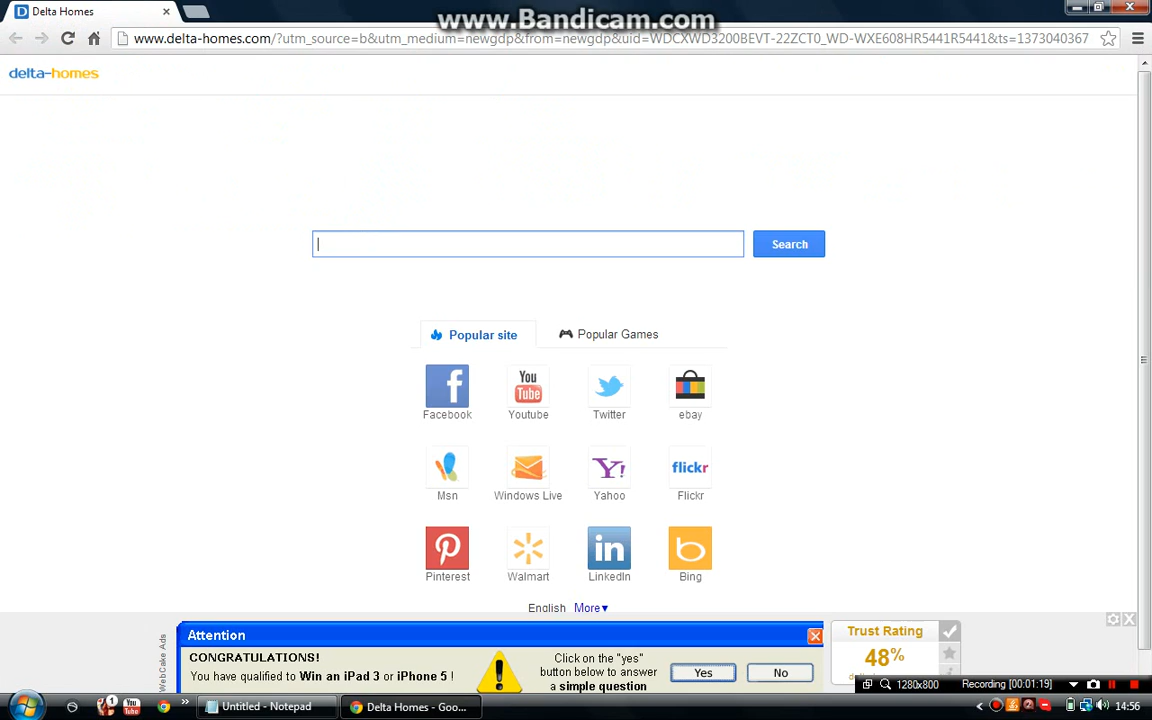 Delta Homes
www.Bandicam.com
www.delta-homes.com/?utm_source=b&utm_medium=newgdp&from=newgdp&uid=WDCXWD3200BEVT-22ZCT0_WD-WXE608HR5441R5441&ts=1373040367
delta-homes
Search
Popular site
Popular Games
Facebook
You Tube
Youtube
Twitter
ebay
Msn
Windows Live
Yahoo
flickr
Flickr
Pinterest
Walmart
LinkedIn
Bing
English More▾
WebCake Ads
Attention
CONGRATULATIONS!
You have qualified to Win an iPad 3 or iPhone 5 !
Click on the "yes"
button below to answer
a simple question
Yes
No
Trust Rating
48%
1280x800
Recording [00:01:19]
Untitled - Notepad
Delta Homes - Goo...
14:56